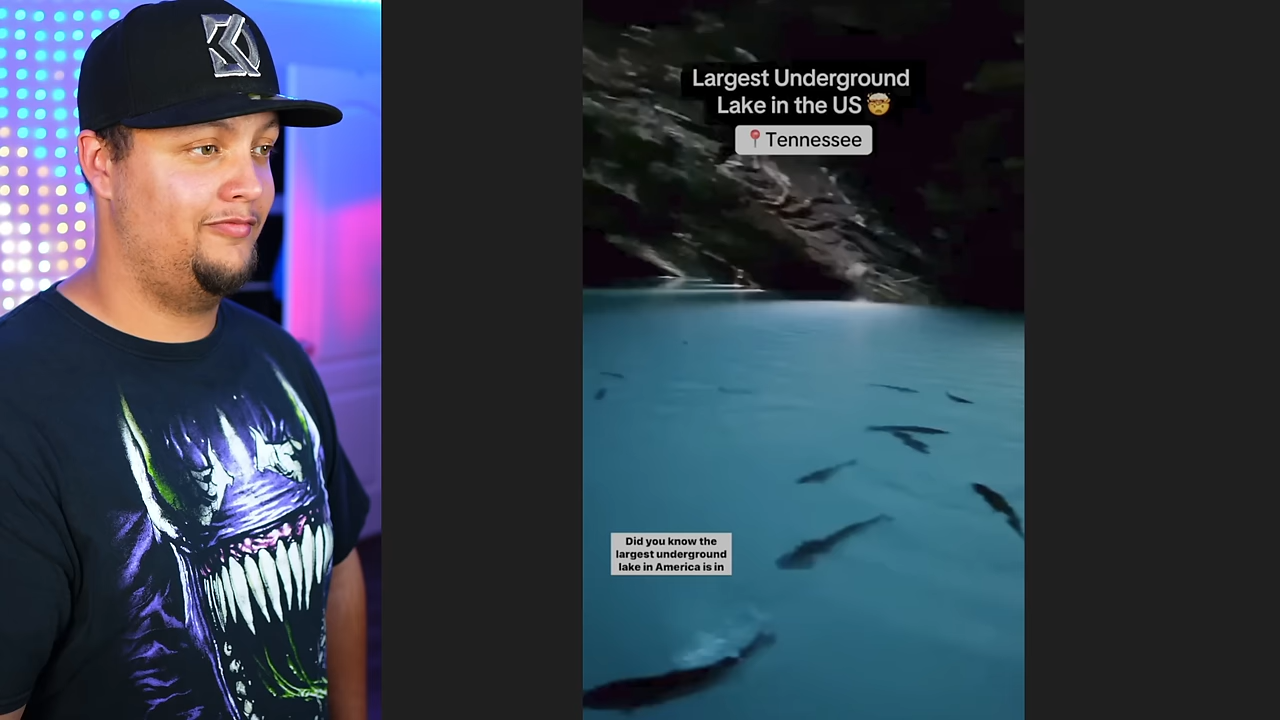 Largest Underground
Lake in the US 🤯
📍Tennessee
Did you know the
largest underground
lake in America is in